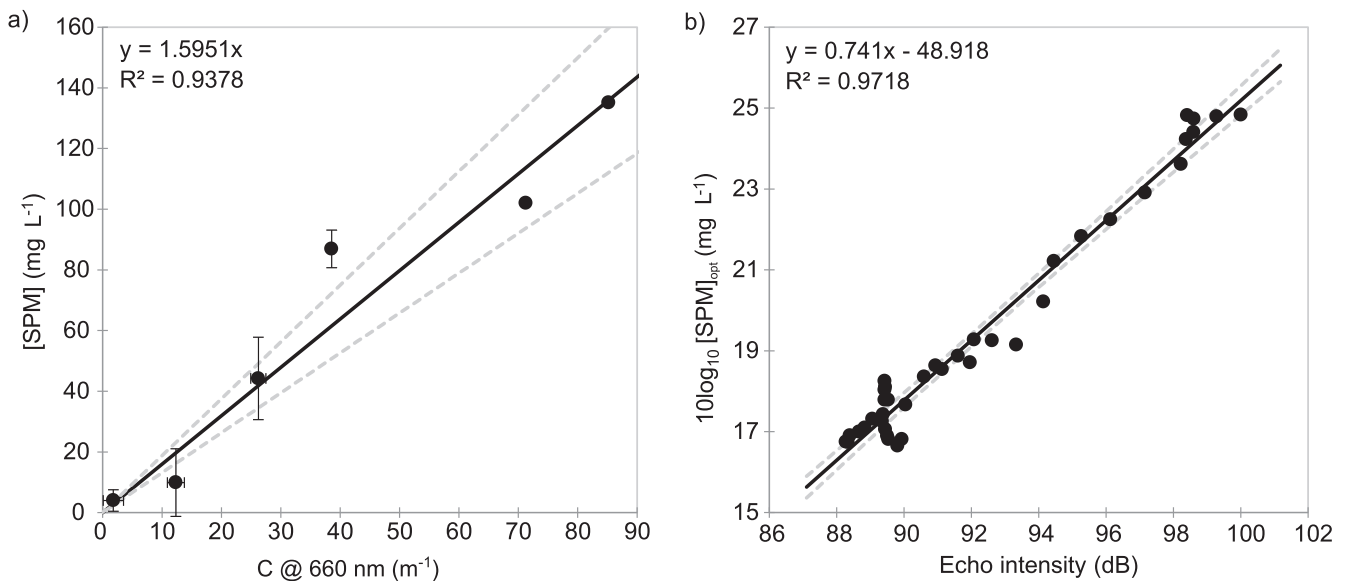 a)
y = 1.5951x
R² = 0.9378
160
140
120
100
80
60
40
20
0
[SPM] (mg L⁻¹)
0 10 20 30 40 50 60 70 80 90
C @ 660 nm (m⁻¹)
b)
y = 0.741x - 48.918
R² = 0.9718
27
25
23
21
19
17
15
10log₁₀ [SPM]ₒₚₜ (mg L⁻¹)
86 88 90 92 94 96 98 100 102
Echo intensity (dB)